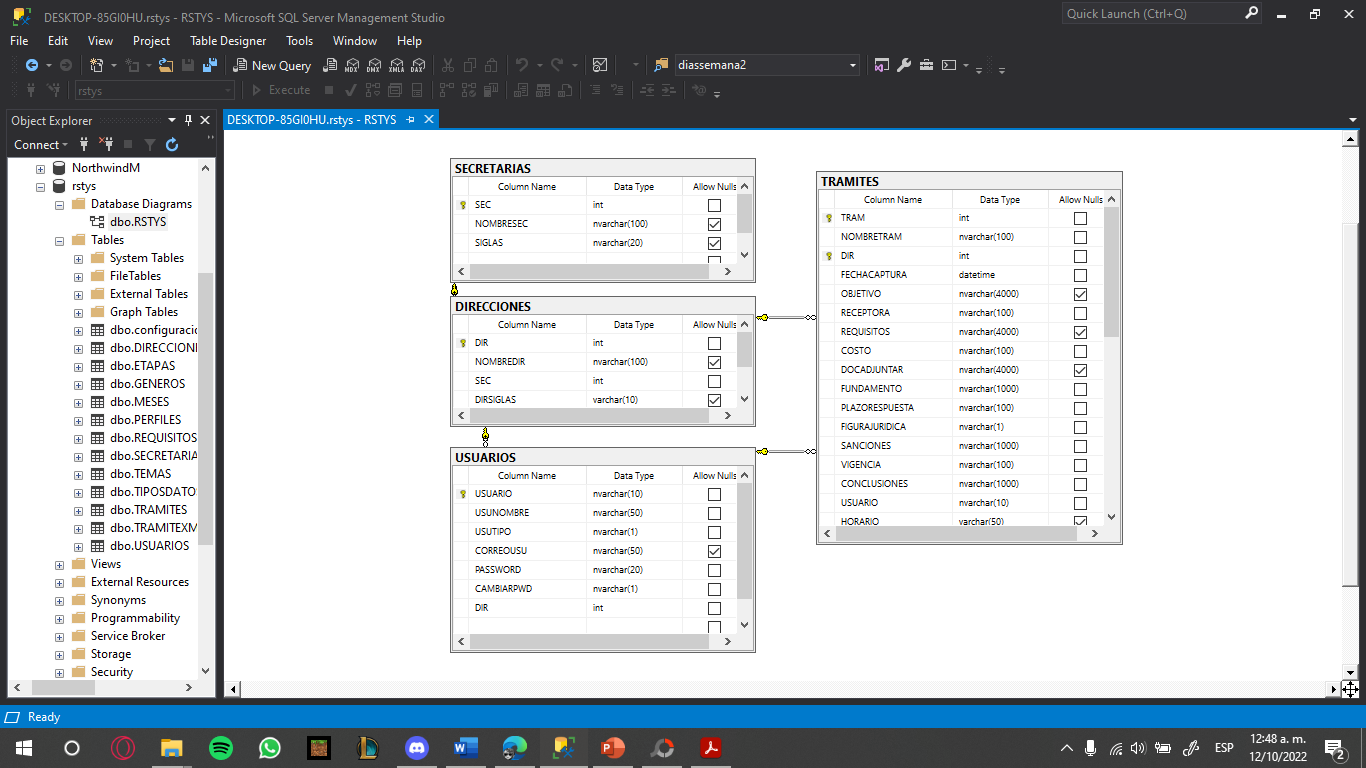 DESKTOP-85GI0HU.rstys - RSTYS - Microsoft SQL Server Management Studio
Quick Launch (Ctrl+Q)
File Edit View Project Table Designer Tools Window Help
New Query MDX DMX XMLA DAX diassemana2
rstys Execute
Object Explorer
Connect
NorthwindM
rstys
Database Diagrams
dbo.RSTYS
Tables
System Tables
FileTables
External Tables
Graph Tables
dbo.configuracio
dbo.DIRECCIONI
dbo.ETAPAS
dbo.GENEROS
dbo.MESES
dbo.PERFILES
dbo.REQUISITOS
dbo.SECRETARIA
dbo.TEMAS
dbo.TIPOSDATO
dbo.TRAMITES
dbo.TRAMITEXM
dbo.USUARIOS
Views
External Resources
Synonyms
Programmability
Service Broker
Storage
Security
DESKTOP-85GI0HU.rstys - RSTYS
SECRETARIAS
Column Name Data Type Allow Nulls
SEC int
NOMBRESEC nvarchar(100)
SIGLAS nvarchar(20)
DIRECCIONES
Column Name Data Type Allow Nulls
DIR int
NOMBREDIR nvarchar(100)
SEC int
DIRSIGLAS varchar(10)
USUARIOS
Column Name Data Type Allow Nulls
USUARIO nvarchar(10)
USUNOMBRE nvarchar(50)
USUTIPO nvarchar(1)
CORREOUSU nvarchar(50)
PASSWORD nvarchar(20)
CAMBIARPWD nvarchar(1)
DIR int
TRAMITES
Column Name Data Type Allow Nulls
TRAM int
NOMBRETRAM nvarchar(100)
DIR int
FECHACAPTURA datetime
OBJETIVO nvarchar(4000)
RECEPTORA nvarchar(100)
REQUISITOS nvarchar(4000)
COSTO nvarchar(100)
DOCADJUNTAR nvarchar(4000)
FUNDAMENTO nvarchar(1000)
PLAZORESPUESTA nvarchar(100)
FIGURAJURIDICA nvarchar(1)
SANCIONES nvarchar(1000)
VIGENCIA nvarchar(100)
CONCLUSIONES nvarchar(1000)
USUARIO nvarchar(10)
HORARIO varchar(50)
Ready
ESP
12:48 a. m.
12/10/2022
2